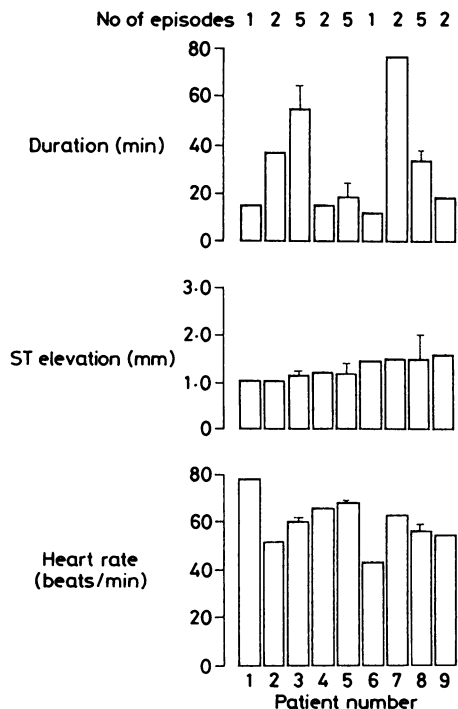 No of episodes 1 2 5 2 5 1 2 5 2
80
60
Duration (min)
40
20
0
3·0
2·0
ST elevation (mm)
1·0
0
80
60
Heart rate
(beats/min)
40
20
0
1 2 3 4 5 6 7 8 9
Patient number